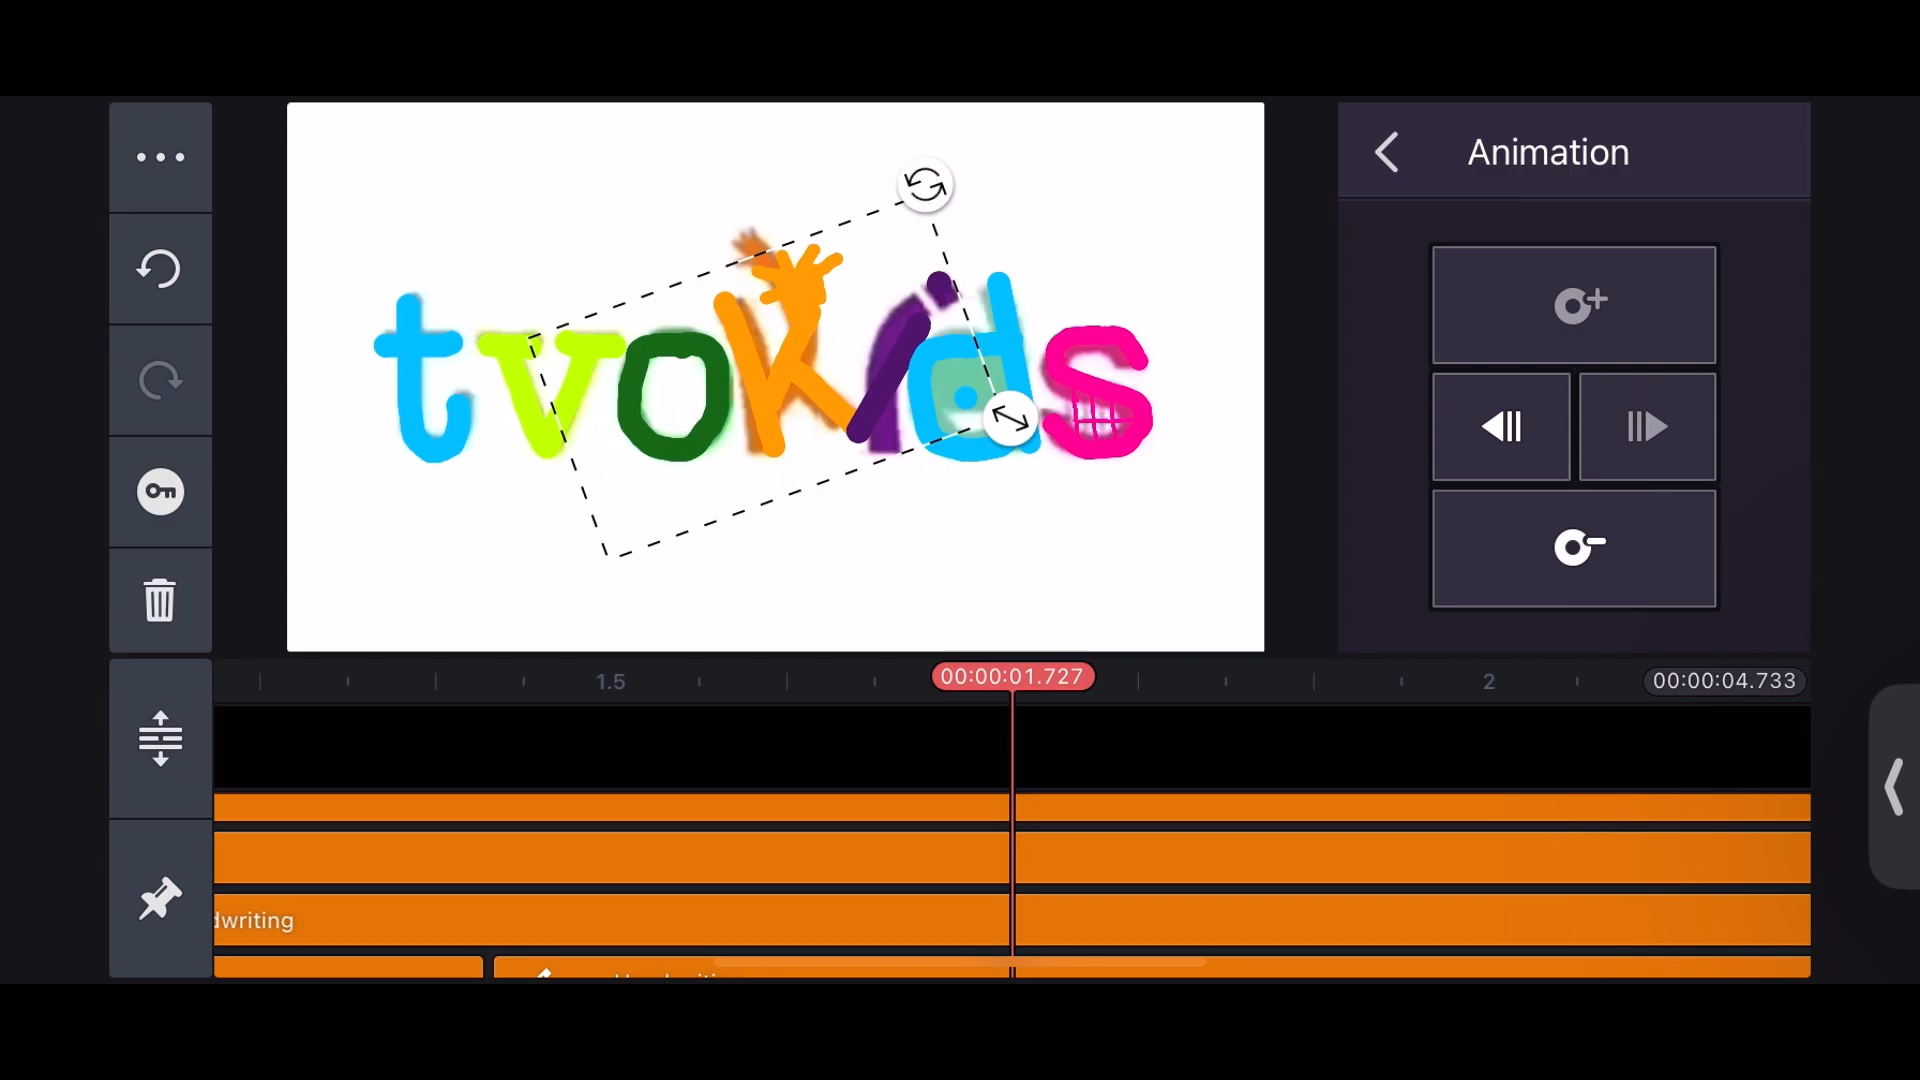 Animation
tvokids
1.5
00:00:01.727
2
00:00:04.733
dwriting